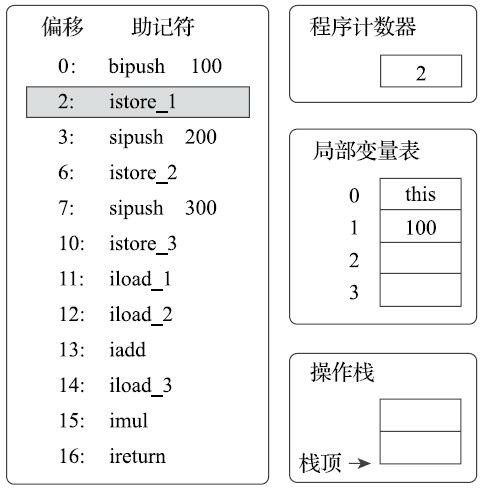 偏移 助记符
0: bipush 100
2: istore_1
3: sipush 200
6: istore_2
7: sipush 300
10: istore_3
11: iload_1
12: iload_2
13: iadd
14: iload_3
15: imul
16: ireturn
程序计数器
2
局部变量表
0 this
1 100
2
3
操作栈
栈顶→